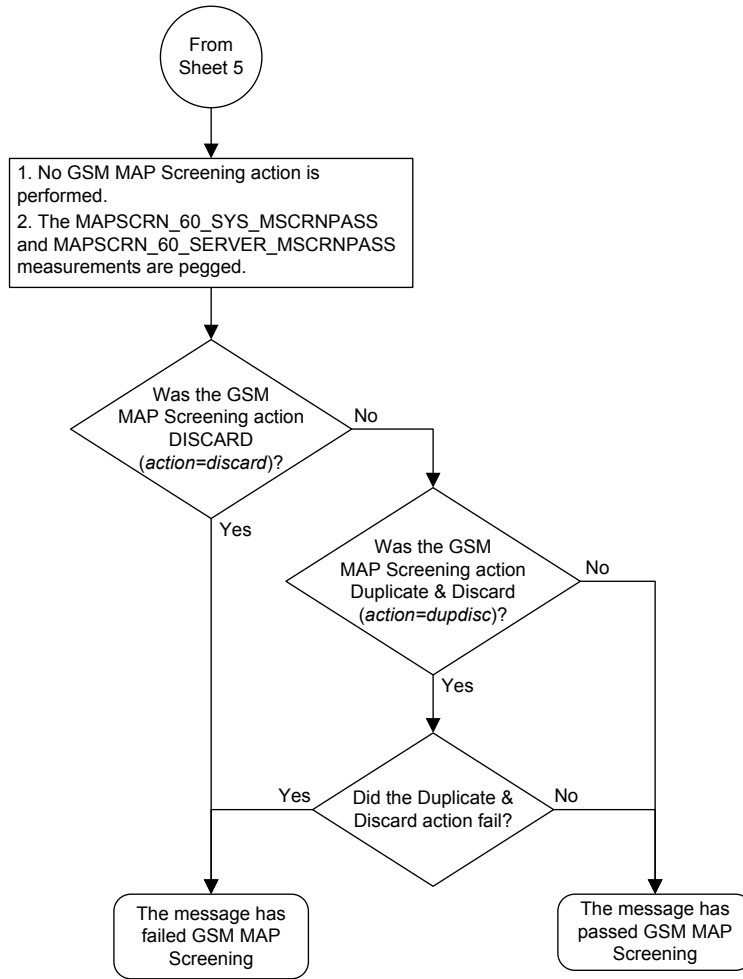 From
Sheet 5
1. No GSM MAP Screening action is
performed.
2. The MAPSCRN_60_SYS_MSCRNPASS
and MAPSCRN_60_SERVER_MSCRNPASS
measurements are pegged.
Was the GSM
MAP Screening action
DISCARD
(action=discard)?
No
Yes
Was the GSM
MAP Screening action
Duplicate & Discard
(action=dupdisc)?
No
Yes
Did the Duplicate &
Discard action fail?
Yes
No
The message has
failed GSM MAP
Screening
The message has
passed GSM MAP
Screening